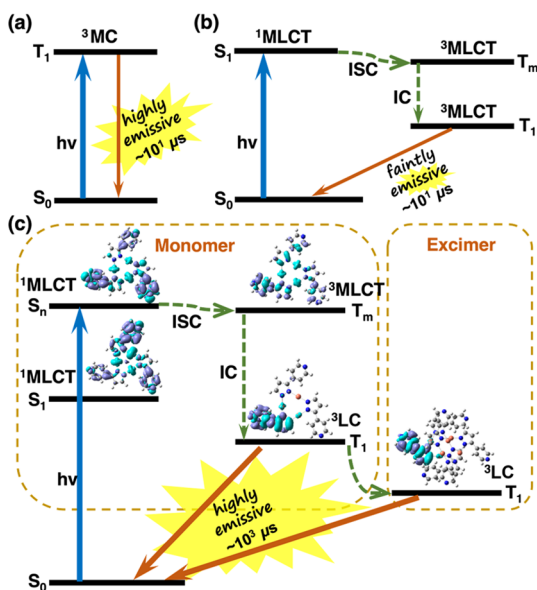 (a)
³MC
T₁
hv
highly
emissive
~10¹ μs
S₀
(b)
¹MLCT
S₁
ISC
³MLCT
Tₘ
IC
³MLCT
T₁
hv
faintly
emissive
~10¹ μs
S₀
(c)
Monomer
Excimer
¹MLCT
Sₙ
ISC
³MLCT
Tₘ
¹MLCT
S₁
IC
³LC
T₁
³LC
T₁
hv
highly
emissive
~10³ μs
S₀